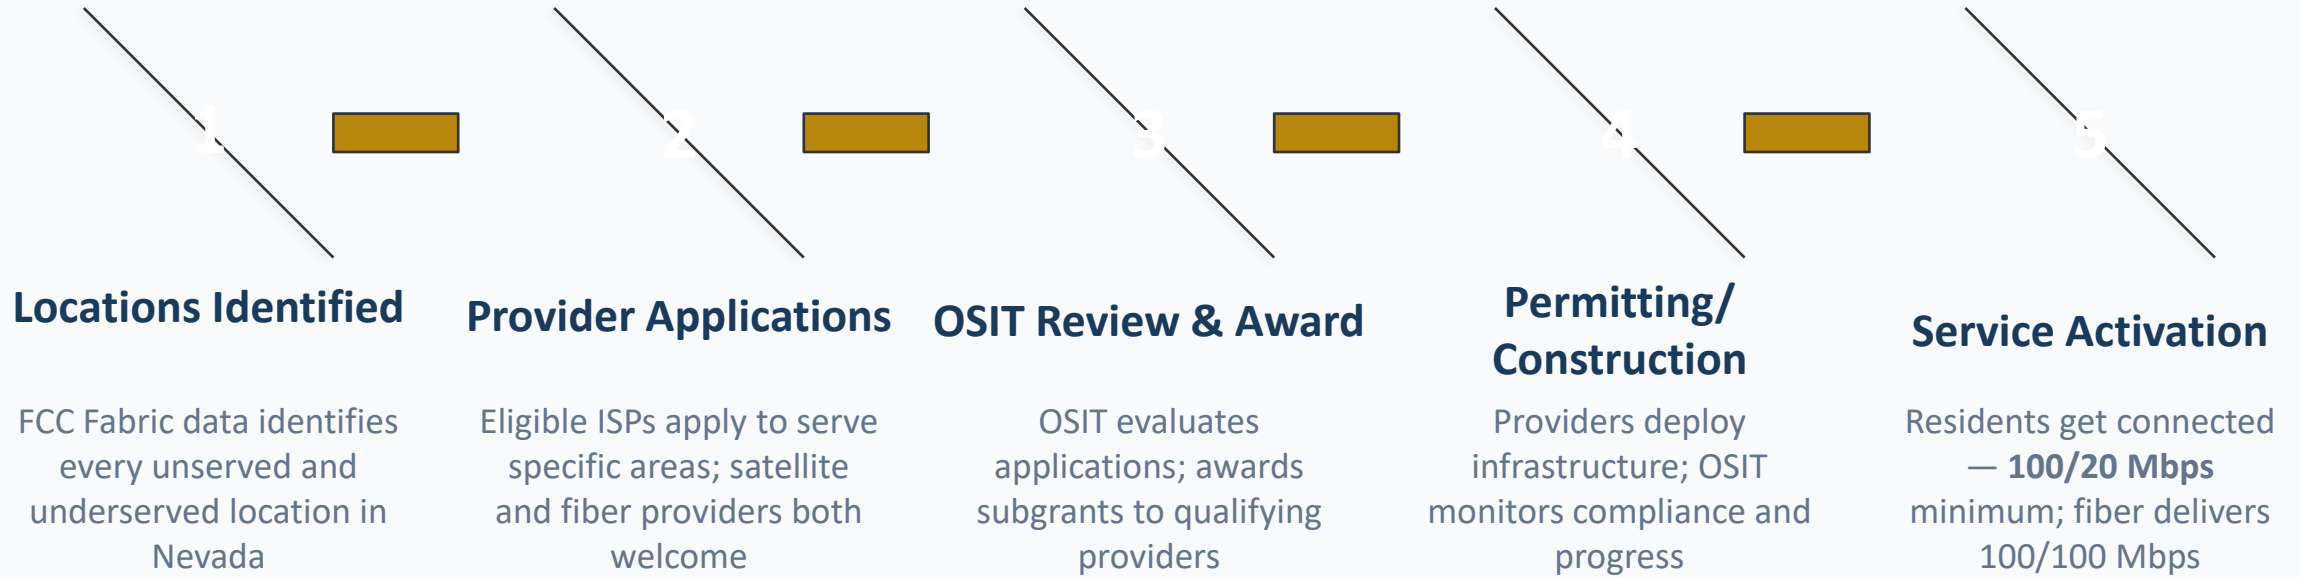 1
2
3
4
5
Locations Identified
FCC Fabric data identifies
every unserved and
underserved location in
Nevada
Provider Applications
Eligible ISPs apply to serve
specific areas; satellite
and fiber providers both
welcome
OSIT Review & Award
OSIT evaluates
applications; awards
subgrants to qualifying
providers
Permitting/
Construction
Providers deploy
infrastructure; OSIT
monitors compliance and
progress
Service Activation
Residents get connected
— 100/20 Mbps
minimum; fiber delivers
100/100 Mbps